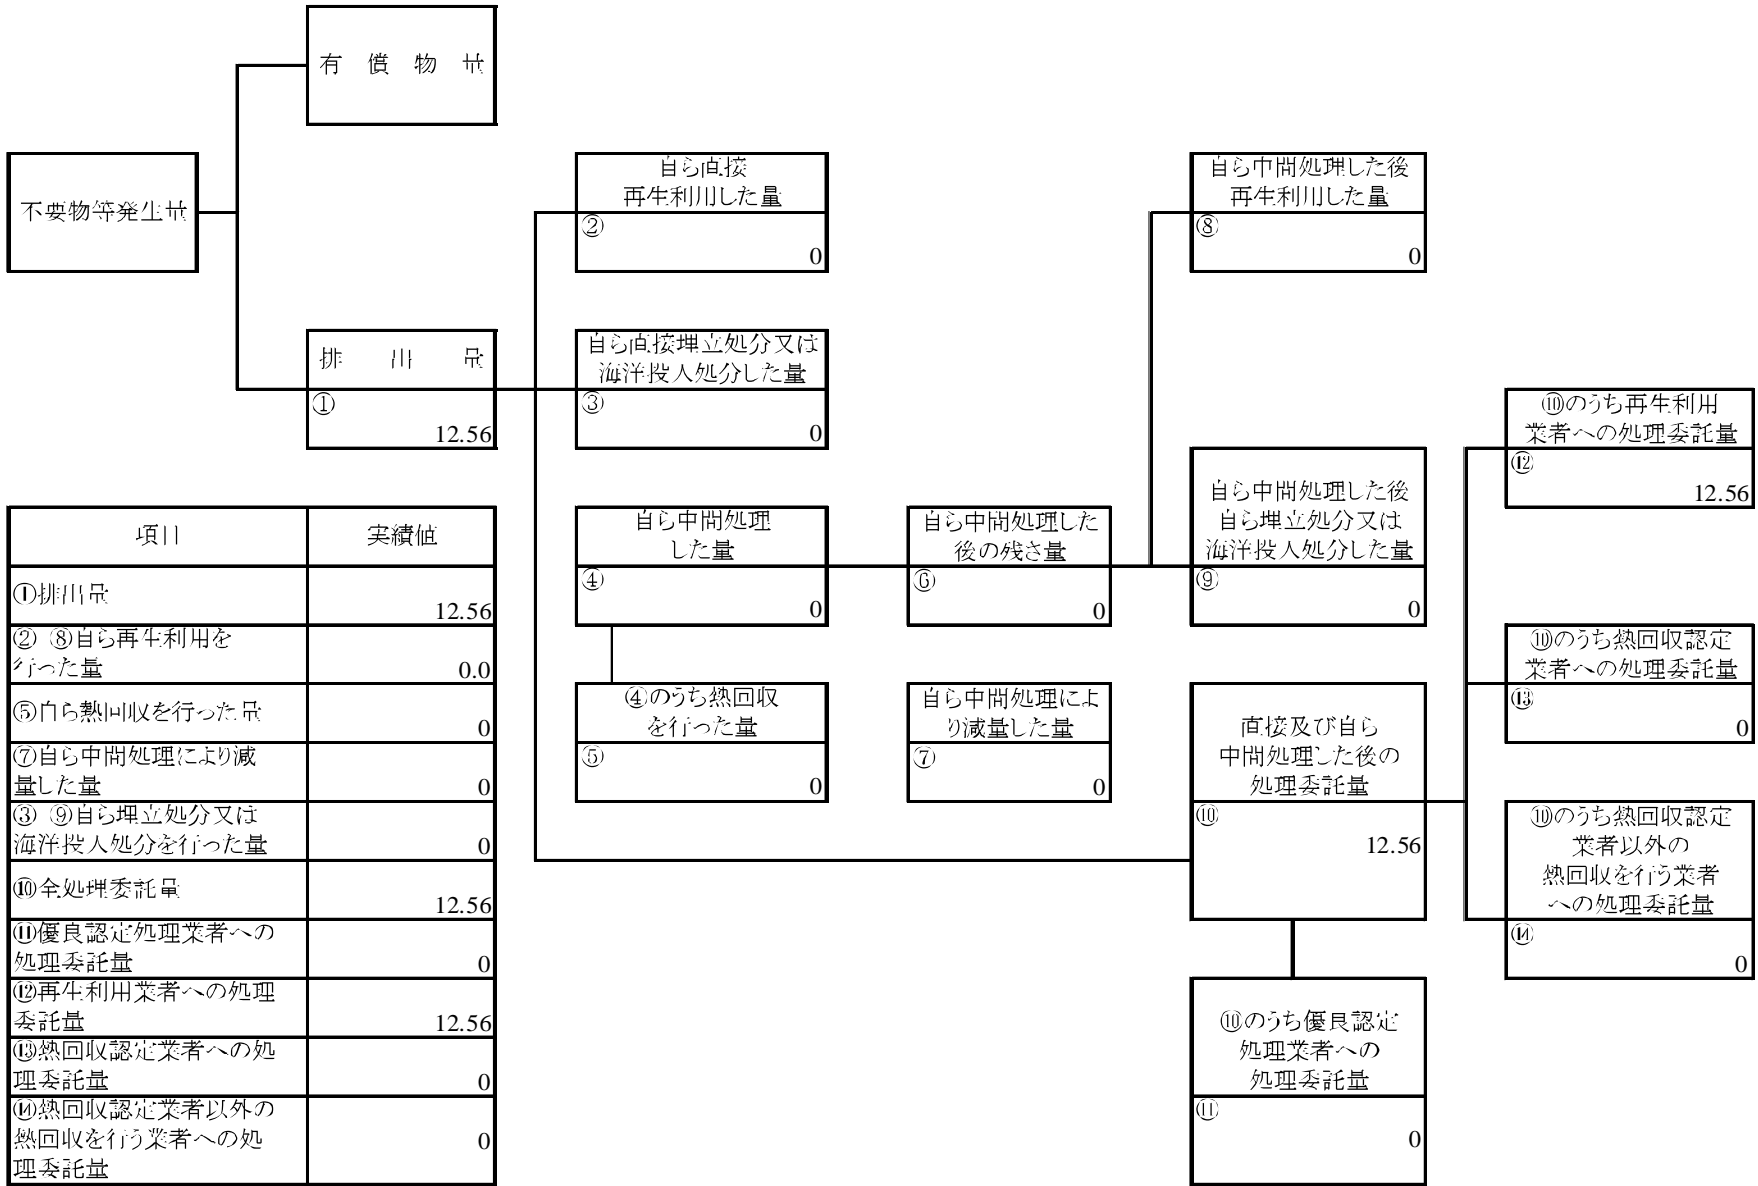 有償物量
不要物等発生量
自ら直接
再生利用した量
②
0
自ら中間処理した後
再生利用した量
⑧
0
排出量
①
12.56
自ら直接埋立処分又は
海洋投入処分した量
③
0
⑩のうち再生利用
業者への処理委託量
⑫
12.56
自ら中間処理
した量
④
0
自ら中間処理した
後の残さ量
⑥
0
自ら中間処理した後
自ら埋立処分又は
海洋投入処分した量
⑨
0
⑩のうち熱回収認定
業者への処理委託量
⑬
0
④のうち熱回収
を行った量
⑤
0
自ら中間処理によ
り減量した量
⑦
0
直接及び自ら
中間処理した後の
処理委託量
⑩
12.56
⑩のうち熱回収認定
業者以外の
熱回収を行う業者
への処理委託量
⑭
0
⑩のうち優良認定
処理業者への
処理委託量
⑪
0
項目 実績値
①排出量
12.56
② ⑧自ら再生利用を
行った量
0.0
⑤自ら熱回収を行った量
0
⑦自ら中間処理により減
量した量
0
③ ⑨自ら埋立処分又は
海洋投入処分を行った量
0
⑩全処理委託量
12.56
⑪優良認定処理業者への
処理委託量
0
⑫再生利用業者への処理
委託量
12.56
⑬熱回収認定業者への処
理委託量
0
⑭熱回収認定業者以外の
熱回収を行う業者への処
理委託量
0